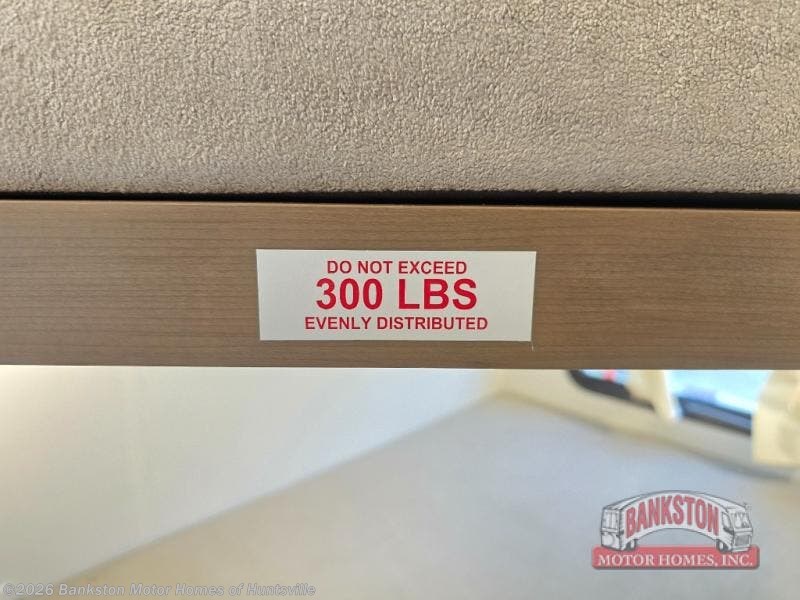 DO NOT EXCEED
300 LBS
EVENLY DISTRIBUTED
BANKSTON
MOTOR HOMES, INC.
©2026 Bankston Motor Homes of Huntsville